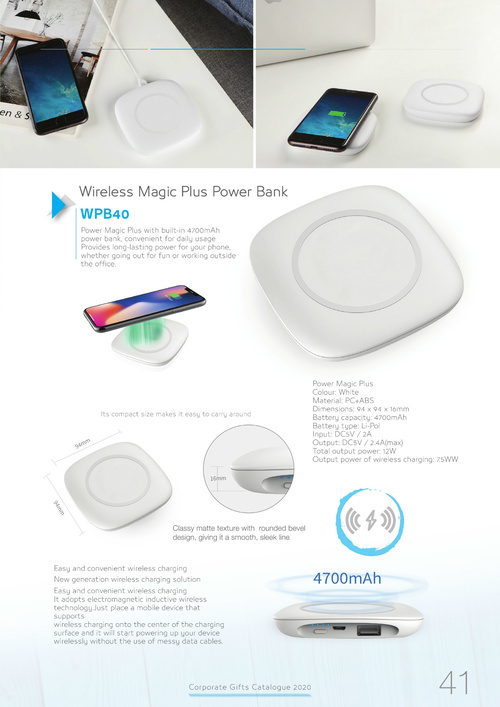 en & S
Wireless Magic Plus Power Bank
WPB40
Power Magic Plus with built-in 4700mAh
power bank, convenient for daily usage
Provides long-lasting power for your phone,
whether going out for fun or working outside
the office.
Power Magic Plus
Colour: White
Material: PC+ABS
Dimensions: 94 x 94 x 16mm
Battery capacity: 4700mAh
Battery type: Li-Pol
Input: DC5V / 2A
Output: DC5V / 2.4A(max)
Total output power: 12W
Output power of wireless charging: 75WW
Its compact size makes it easy to carry around
94mm
94mm
16mm
Classy matte texture with rounded bevel
design, giving it a smooth, sleek line
Easy and convenient wireless charging
New generation wireless charging solution
Easy and convenient wireless charging
It adopts electromagnetic inductive wireless
technology.Just place a mobile device that
supports
wireless charging onto the center of the charging
surface and it will start powering up your device
wirelessly without the use of messy data cables.
4700mAh
Corporate Gifts Catalogue 2020
41